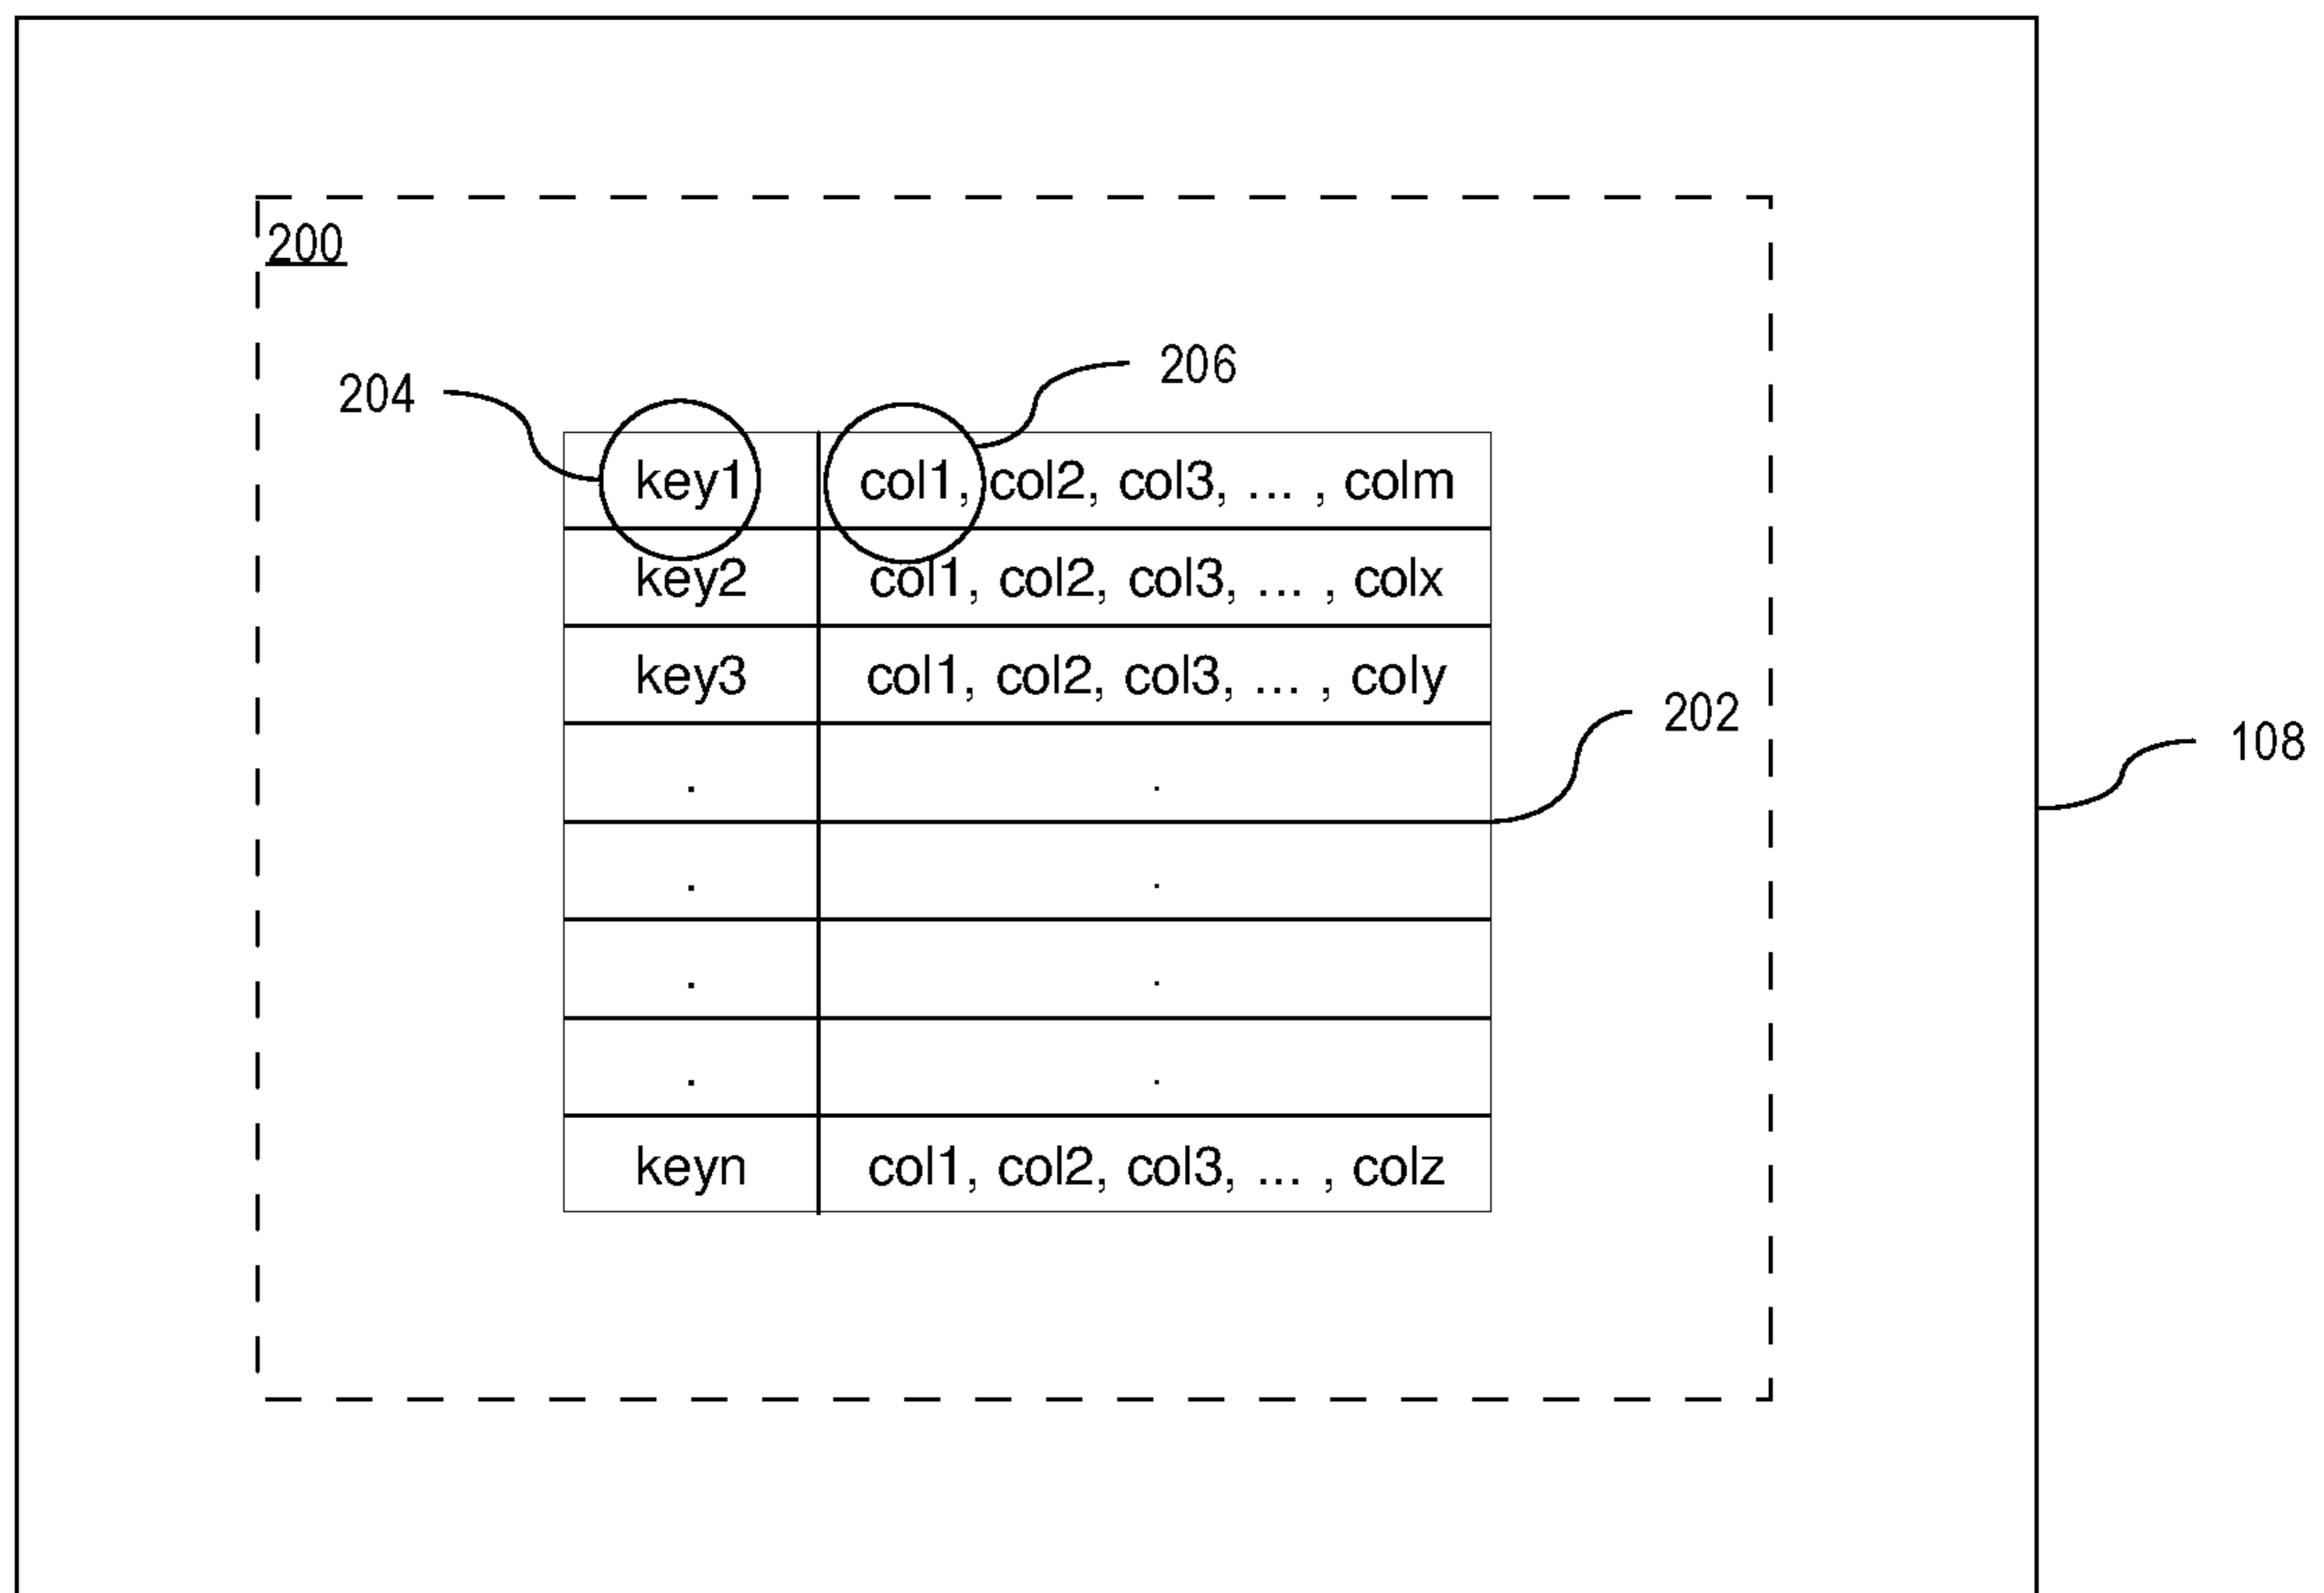 200
206
204
key1 col1, col2, col3, ... , colm
key2 col1, col2, col3, ... , colx
key3 col1, col2, col3, ... , coly
202
108
. .
. .
. .
. .
keyn col1, col2, col3, ... , colz